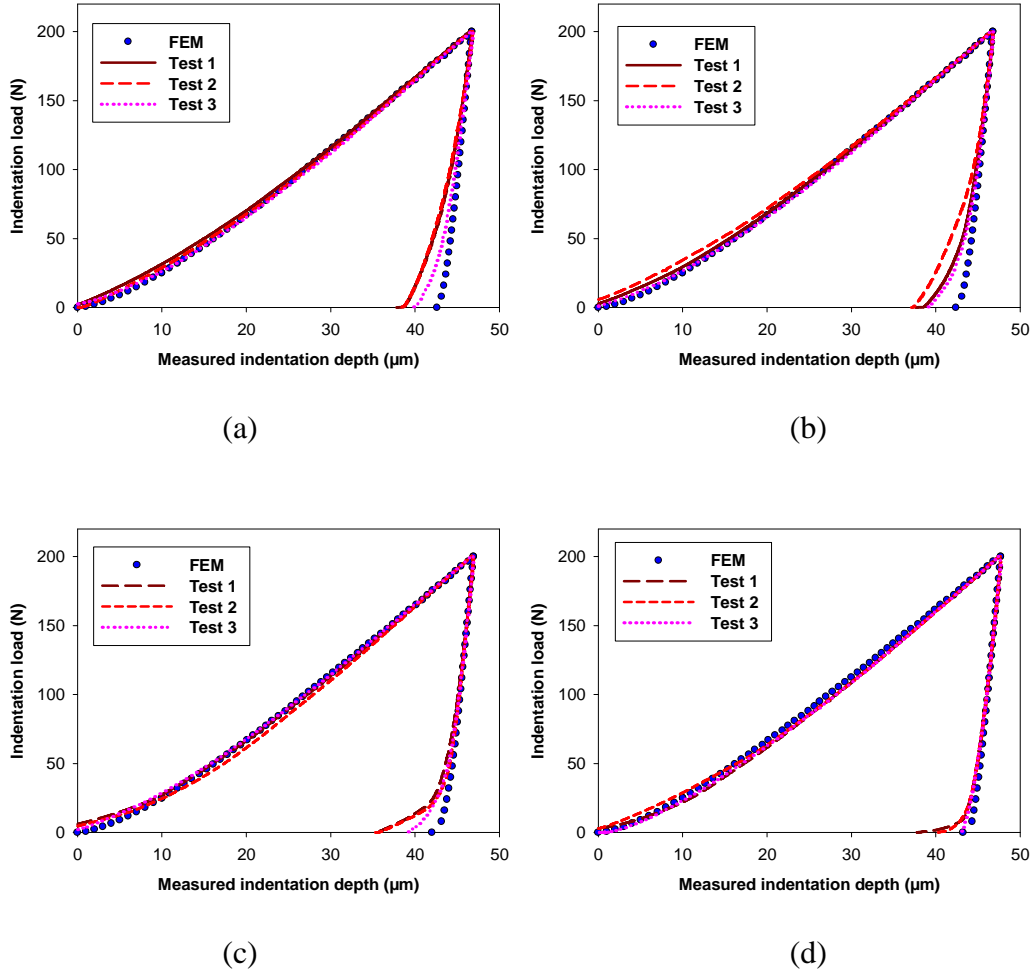 200
150
100
50
0
Indentation load (N)
FEM
Test 1
Test 2
Test 3
0 10 20 30 40 50
Measured indentation depth (µm)
(a)
200
150
100
50
0
Indentation load (N)
FEM
Test 1
Test 2
Test 3
0 10 20 30 40 50
Measured indentation depth (µm)
(b)
200
150
100
50
0
Indentation load (N)
FEM
Test 1
Test 2
Test 3
0 10 20 30 40 50
Measured indentation depth (µm)
(c)
200
150
100
50
0
Indentation load (N)
FEM
Test 1
Test 2
Test 3
0 10 20 30 40 50
Measured indentation depth (µm)
(d)